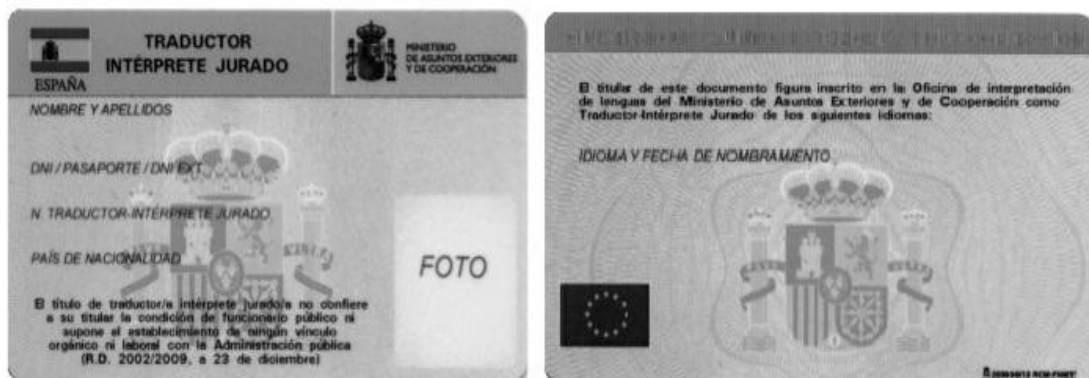 TRADUCTOR
INTÉRPRETE JURADO
ESPAÑA
MINISTERIO
DE ASUNTOS EXTERIORES
Y DE COOPERACIÓN
NOMBRE Y APELLIDOS
DNI / PASAPORTE / DNI EXT.
N. TRADUCTOR-INTÉRPRETE JURADO
PAÍS DE NACIONALIDAD
FOTO
El título de traductor/a intérprete jurado/a no confiere
a su titular la condición de funcionario público ni
supone el establecimiento de ningún vínculo
orgánico ni laboral con la Administración pública
(R.D. 2002/2009, a 23 de diciembre)
El titular de este documento figura inscrito en la Oficina de interpretación
de lenguas del Ministerio de Asuntos Exteriores y de Cooperación como
Traductor-Intérprete Jurado de los siguientes idiomas:
IDIOMA Y FECHA DE NOMBRAMIENTO